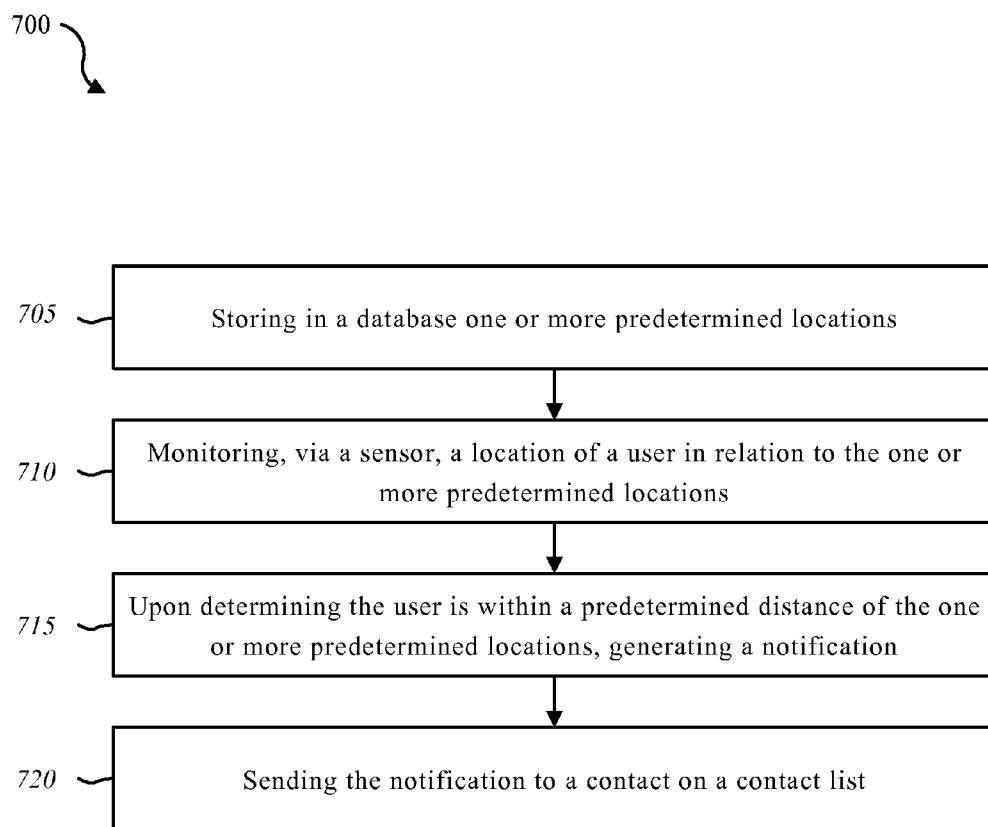 700
705
Storing in a database one or more predetermined locations
710
Monitoring, via a sensor, a location of a user in relation to the one or
more predetermined locations
715
Upon determining the user is within a predetermined distance of the one
or more predetermined locations, generating a notification
720
Sending the notification to a contact on a contact list